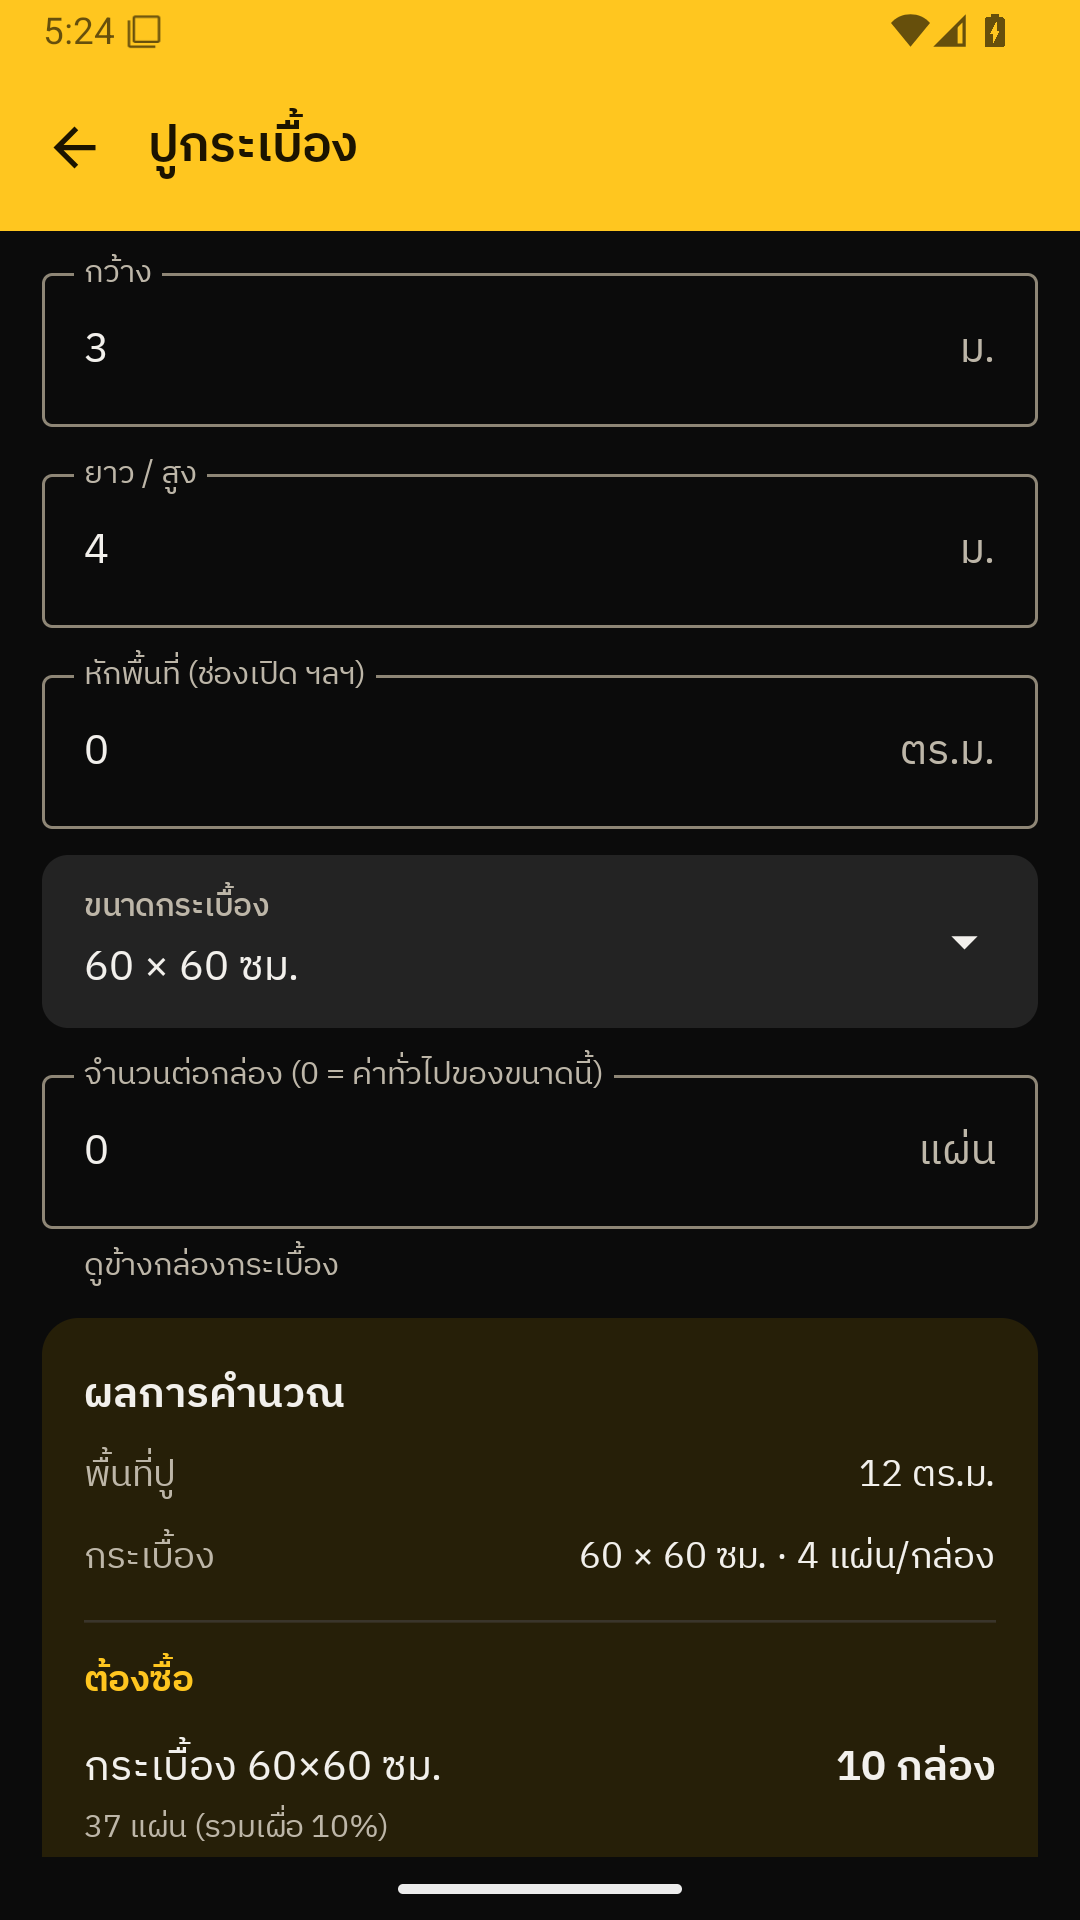 5:24
ปูกระเบื้อง
กว้าง
3 ม.
ยาว / สูง
4 ม.
หักพื้นที่ (ช่องเปิด ฯลฯ)
0 ตร.ม.
ขนาดกระเบื้อง
60 × 60 ซม.
จำนวนต่อกล่อง (0 = ค่าทั่วไปของขนาดนี้)
0 แผ่น
ดูข้างกล่องกระเบื้อง
ผลการคำนวณ
พื้นที่ปู 12 ตร.ม.
กระเบื้อง 60 × 60 ซม. · 4 แผ่น/กล่อง
ต้องซื้อ
กระเบื้อง 60×60 ซม. 10 กล่อง
37 แผ่น (รวมเผื่อ 10%)